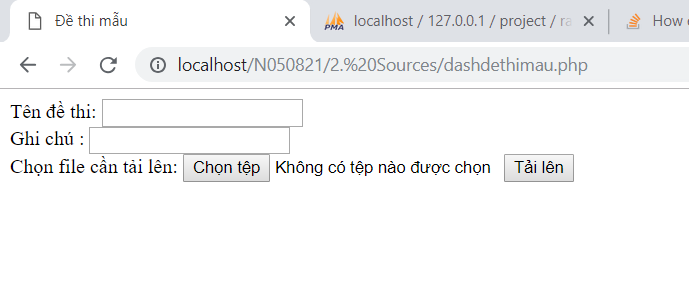 Đề thi mẫu
localhost / 127.0.0.1 / project / ra
How
PMA
localhost/N050821/2.%20Sources/dashdethimau.php
Tên đề thi:
Ghi chú :
Chọn file cần tải lên: Chọn tệp Không có tệp nào được chọn Tải lên